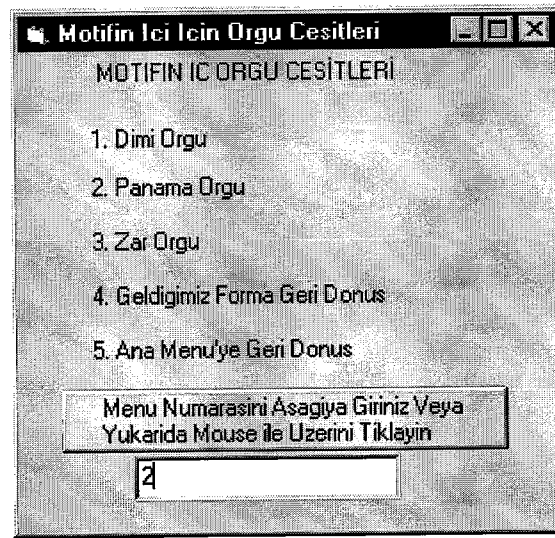 Motifin Ici Icin Orgu Cesitleri
MOTIFIN IC ORGU CESİTLERİ
1. Dimi Orgu
2. Panama Orgu
3. Zar Orgu
4. Geldigimiz Forma Geri Donus
5. Ana Menu'ye Geri Donus
Menu Numarasini Asagiya Giriniz Veya
Yukarida Mouse ile Uzerini Tiklayin
2